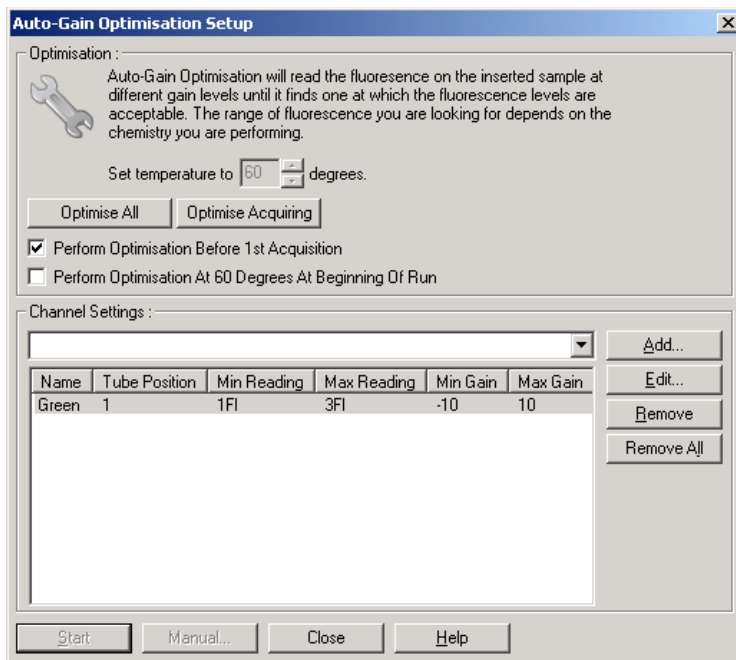 Auto-Gain Optimisation Setup
Optimisation :
Auto-Gain Optimisation will read the fluoresence on the inserted sample at
different gain levels until it finds one at which the fluorescence levels are
acceptable. The range of fluorescence you are looking for depends on the
chemistry you are performing.
Set temperature to 60 degrees.
Optimise All Optimise Acquiring
Perform Optimisation Before 1st Acquisition
Perform Optimisation At 60 Degrees At Beginning Of Run
Channel Settings :
Add...
Name Tube Position Min Reading Max Reading Min Gain Max Gain
Edit...
Green 1 1Fl 3Fl -10 10
Remove
Remove All
Start Manual... Close Help